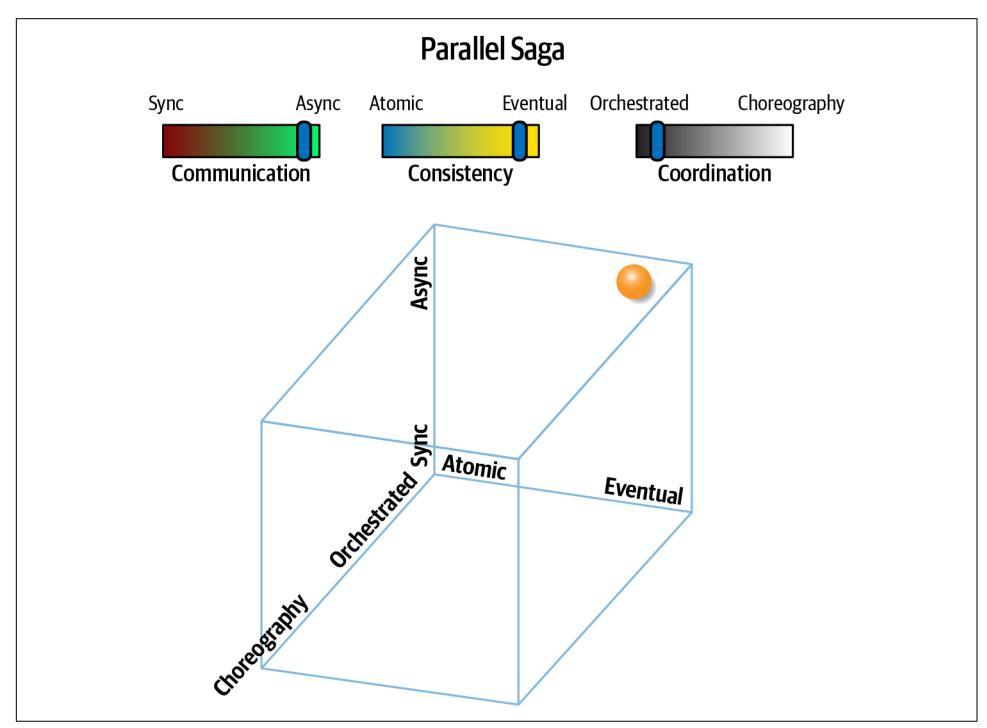 Parallel Saga
Sync Async Atomic Eventual Orchestrated Choreography
Communication Consistency Coordination
Async
Sync
Atomic
Eventual
Orchestrated
Choreography